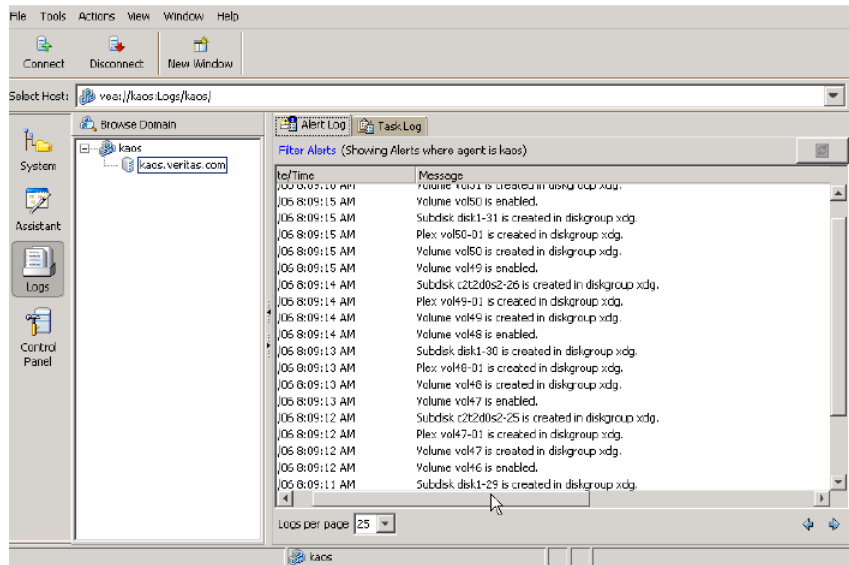 File Tools Actions View Window Help
Connect Disconnect New Window
Select Host: vea://kaos:Logs/kaos/
System
Assistant
Logs
Control
Panel
Browse Domain
kaos
kaos.veritas.com
Alert Log Task Log
Filter Alerts (Showing Alerts where agent is kaos)
te/Time Message
/06 8:09:16 AM Volume vol51 is created in diskgroup xdg.
/06 8:09:15 AM Volume vol50 is enabled.
/06 8:09:15 AM Subdisk disk1-31 is created in diskgroup xdg.
/06 8:09:15 AM Plex vol50-01 is created in diskgroup xdg.
/06 8:09:15 AM Volume vol50 is created in diskgroup xdg.
/06 8:09:15 AM Volume vol49 is enabled.
/06 8:09:14 AM Subdisk c2t2d0s2-26 is created in diskgroup xdg.
/06 8:09:14 AM Plex vol49-01 is created in diskgroup xdg.
/06 8:09:14 AM Volume vol49 is created in diskgroup xdg.
/06 8:09:14 AM Volume vol48 is enabled.
/06 8:09:13 AM Subdisk disk1-30 is created in diskgroup xdg.
/06 8:09:13 AM Plex vol48-01 is created in diskgroup xdg.
/06 8:09:13 AM Volume vol48 is created in diskgroup xdg.
/06 8:09:13 AM Volume vol47 is enabled.
/06 8:09:12 AM Subdisk c2t2d0s2-25 is created in diskgroup xdg.
/06 8:09:12 AM Plex vol47-01 is created in diskgroup xdg.
/06 8:09:12 AM Volume vol47 is created in diskgroup xdg.
/06 8:09:12 AM Volume vol46 is enabled.
/06 8:09:11 AM Subdisk disk1-29 is created in diskgroup xdg.
Logs per page 25
kaos